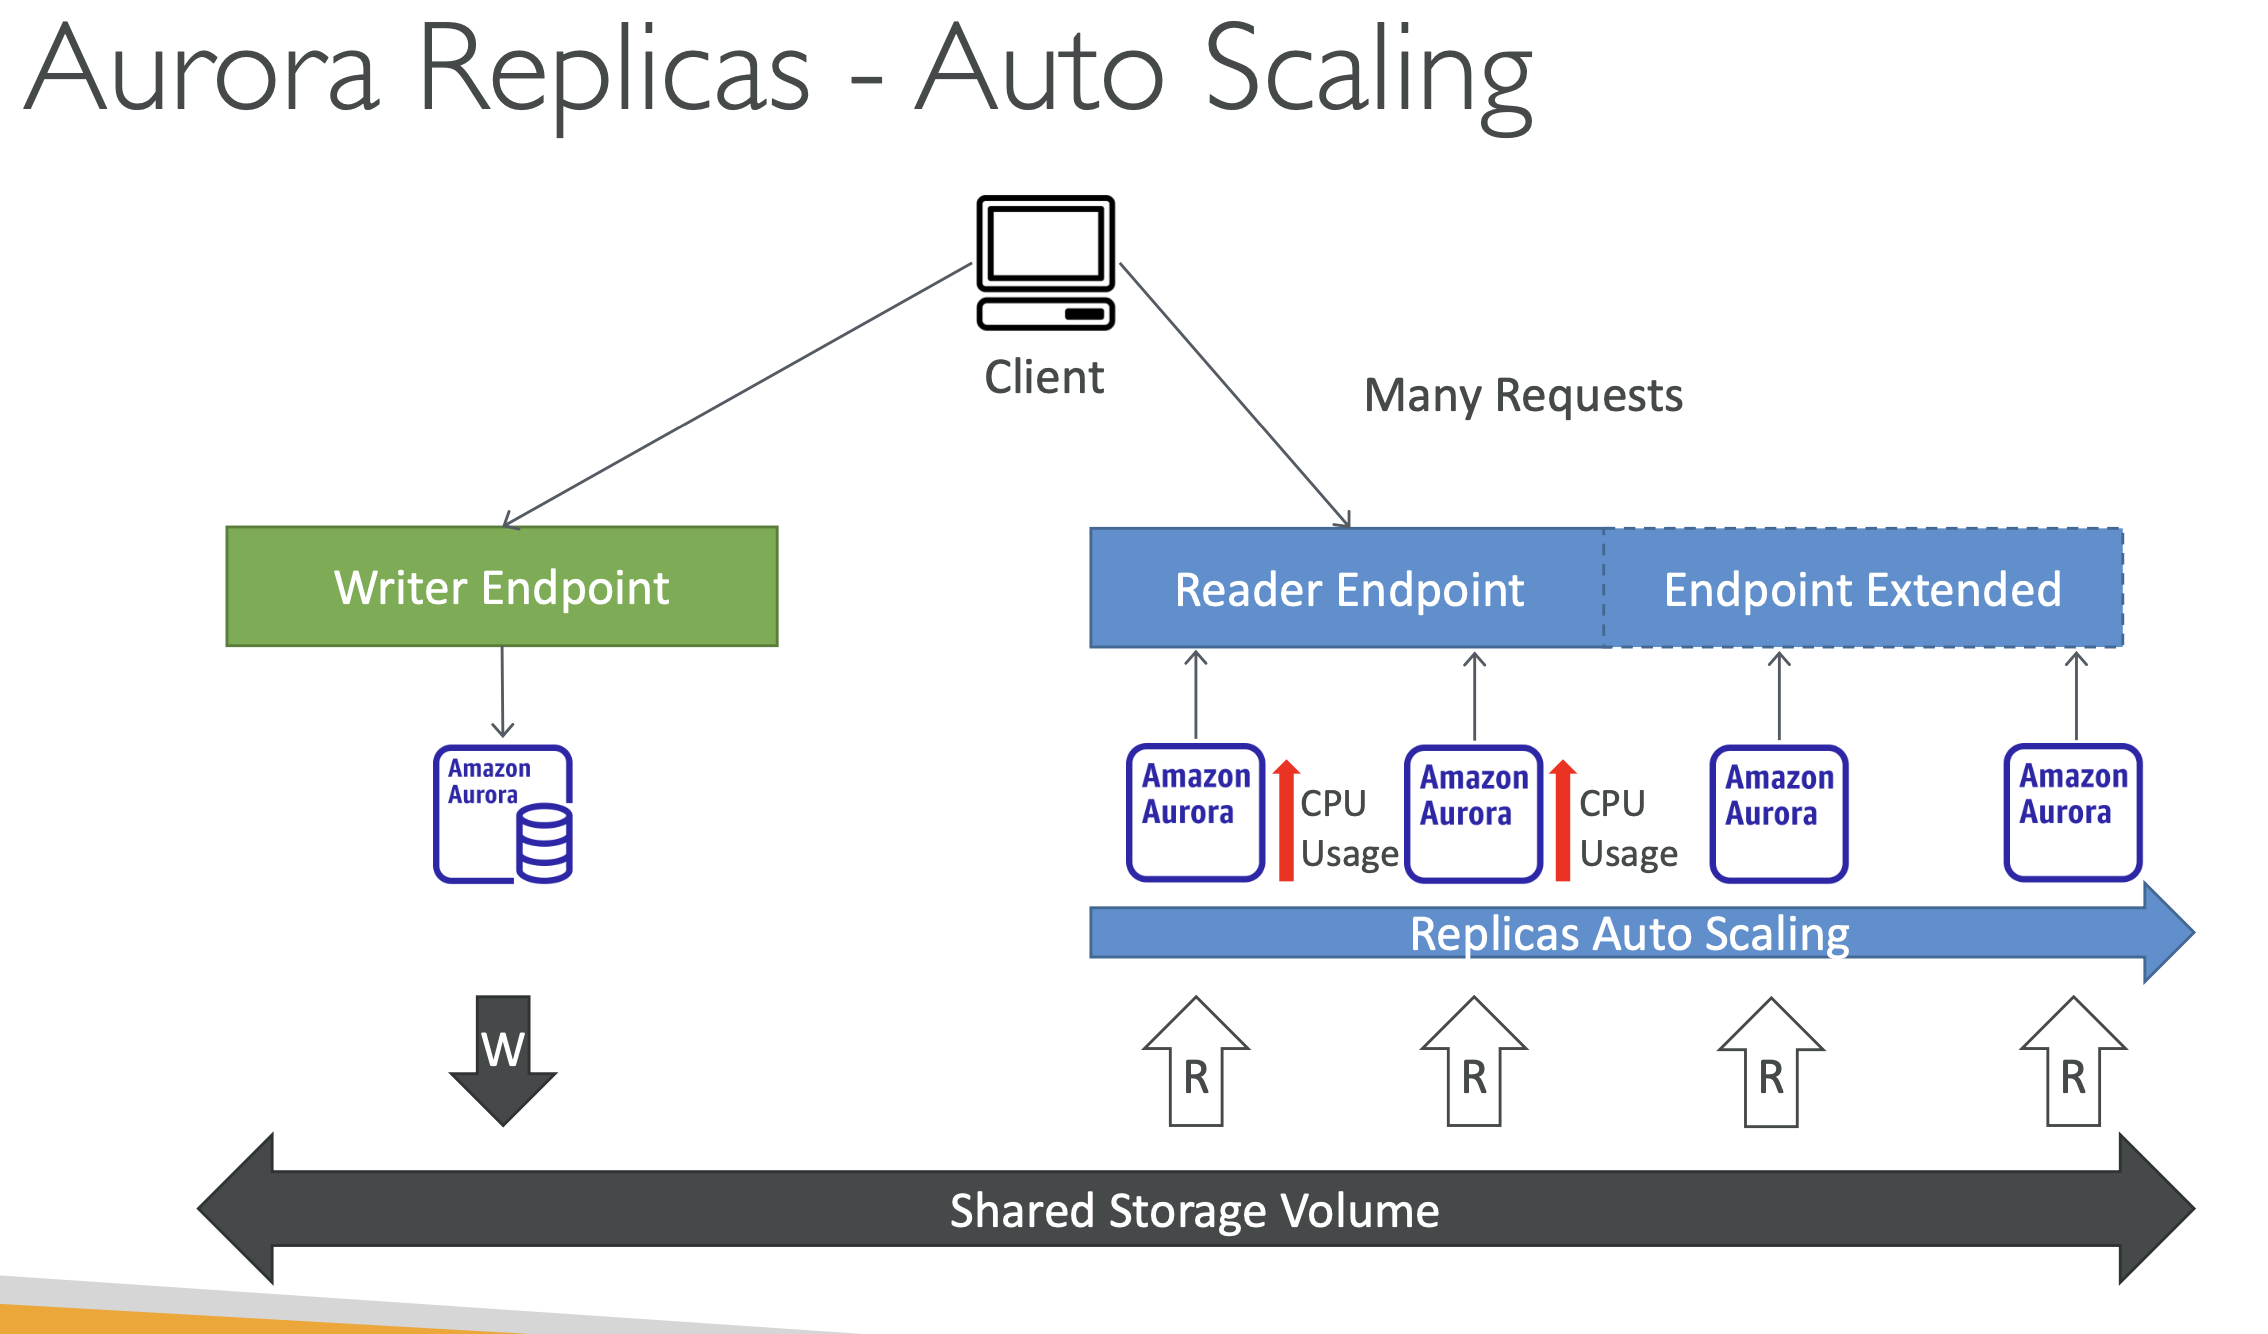 Aurora Replicas - Auto Scaling
Client
Many Requests
Writer Endpoint
Reader Endpoint
Endpoint Extended
Amazon
Aurora
Amazon
Aurora
CPU
Usage
Amazon
Aurora
CPU
Usage
Amazon
Aurora
Amazon
Aurora
Replicas Auto Scaling
W
R
R
R
R
Shared Storage Volume